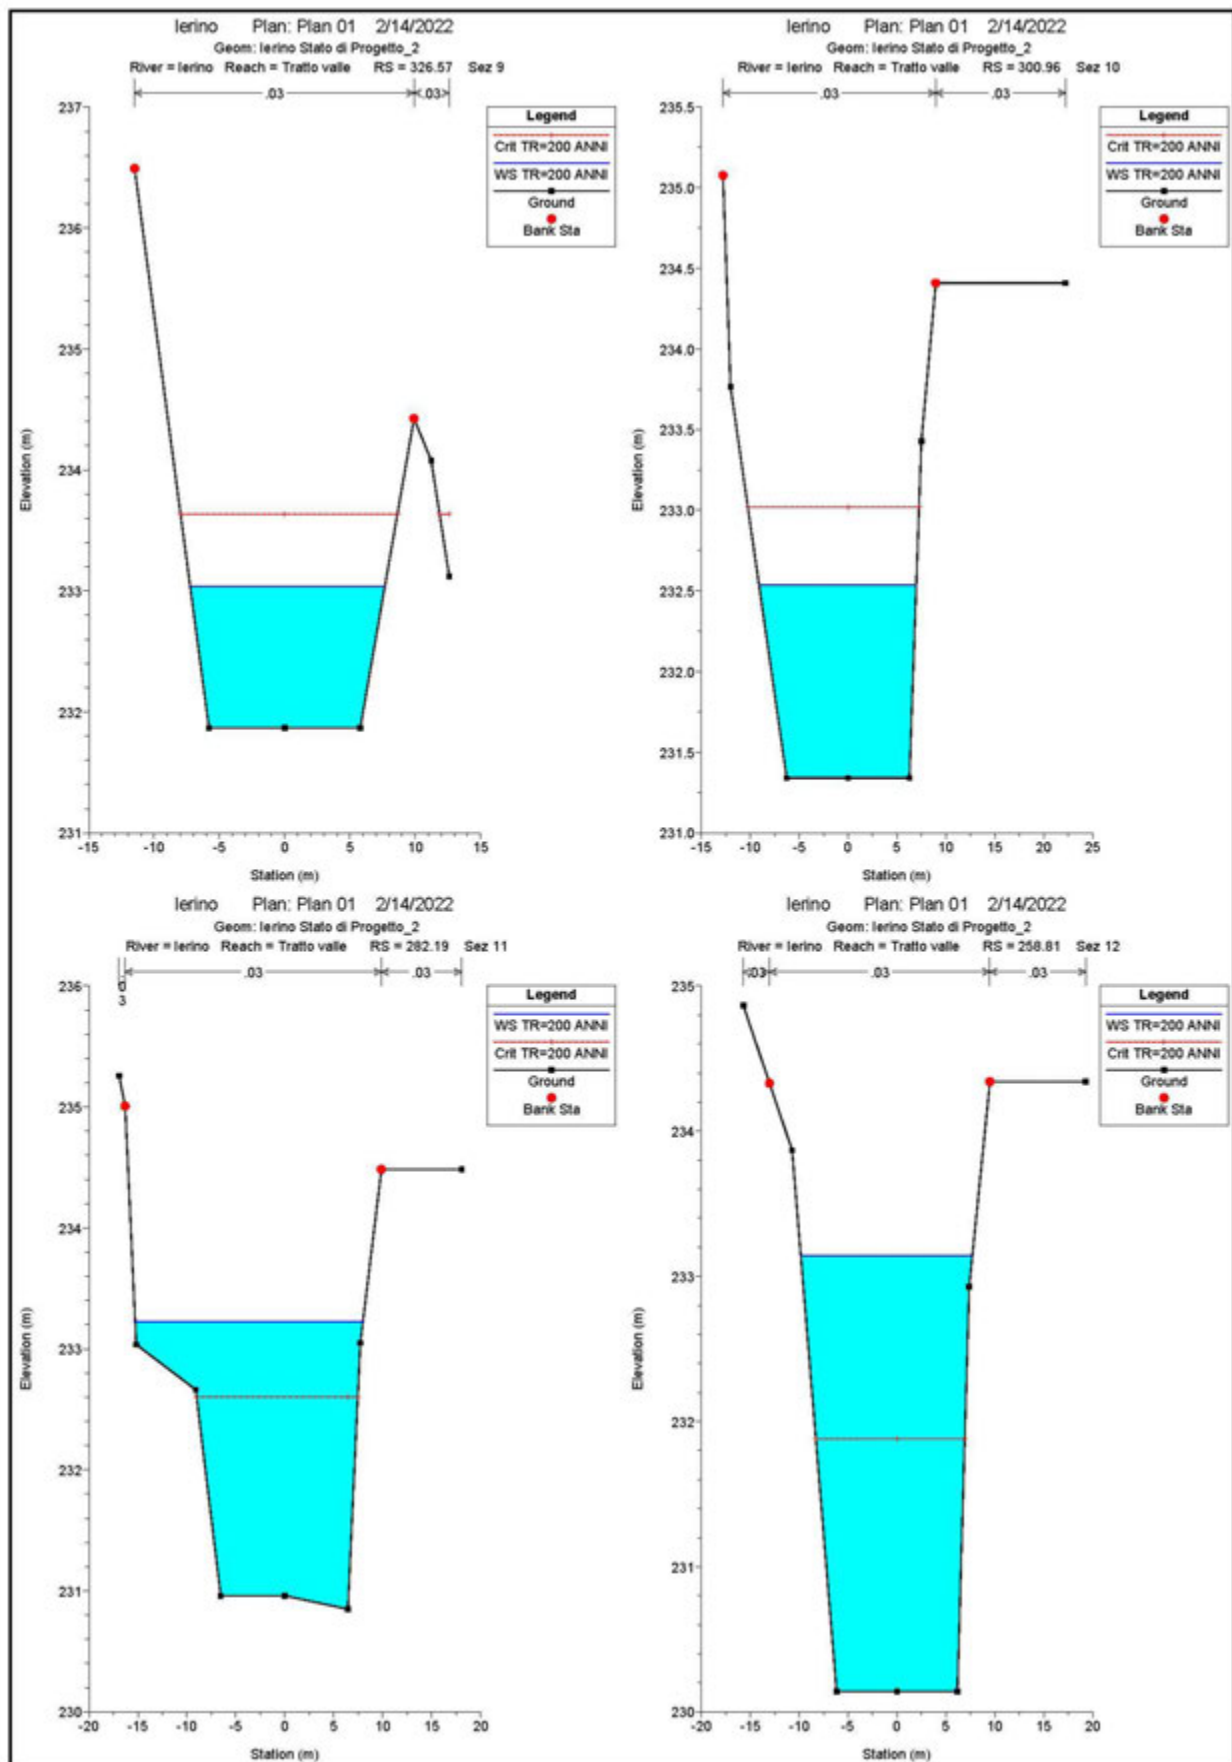 Ierino Plan: Plan 01 2/14/2022
Geom: Ierino Stato di Progetto_2
River = Ierino Reach = Tratto valle RS = 326.57 Sez 9
.03 .03
237
236
235
234
233
232
231
Elevation (m)
-15 -10 -5 0 5 10 15
Station (m)
Legend
Crit TR=200 ANNI
WS TR=200 ANNI
Ground
Bank Sta
Ierino Plan: Plan 01 2/14/2022
Geom: Ierino Stato di Progetto_2
River = Ierino Reach = Tratto valle RS = 300.96 Sez 10
.03 .03
235.5
235.0
234.5
234.0
233.5
233.0
232.5
232.0
231.5
231.0
Elevation (m)
-15 -10 -5 0 5 10 15 20 25
Station (m)
Legend
Crit TR=200 ANNI
WS TR=200 ANNI
Ground
Bank Sta
Ierino Plan: Plan 01 2/14/2022
Geom: Ierino Stato di Progetto_2
River = Ierino Reach = Tratto valle RS = 282.19 Sez 11
.03 .03
0
3
236
235
234
233
232
231
230
Elevation (m)
-20 -15 -10 -5 0 5 10 15 20
Station (m)
Legend
WS TR=200 ANNI
Crit TR=200 ANNI
Ground
Bank Sta
Ierino Plan: Plan 01 2/14/2022
Geom: Ierino Stato di Progetto_2
River = Ierino Reach = Tratto valle RS = 258.81 Sez 12
.03 .03 .03
235
234
233
232
231
230
Elevation (m)
-20 -15 -10 -5 0 5 10 15 20
Station (m)
Legend
WS TR=200 ANNI
Crit TR=200 ANNI
Ground
Bank Sta